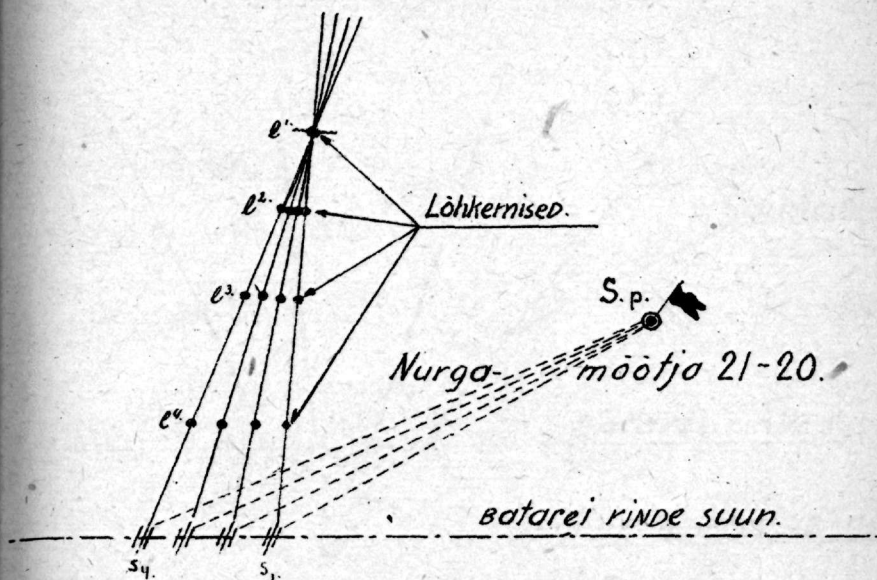 l¹.
l².
Lõhkemised.
l³.
S.p.
Nurga- mõõtja 21-20.
l⁴.
Batarei rinde suun.
S₄. S₁.